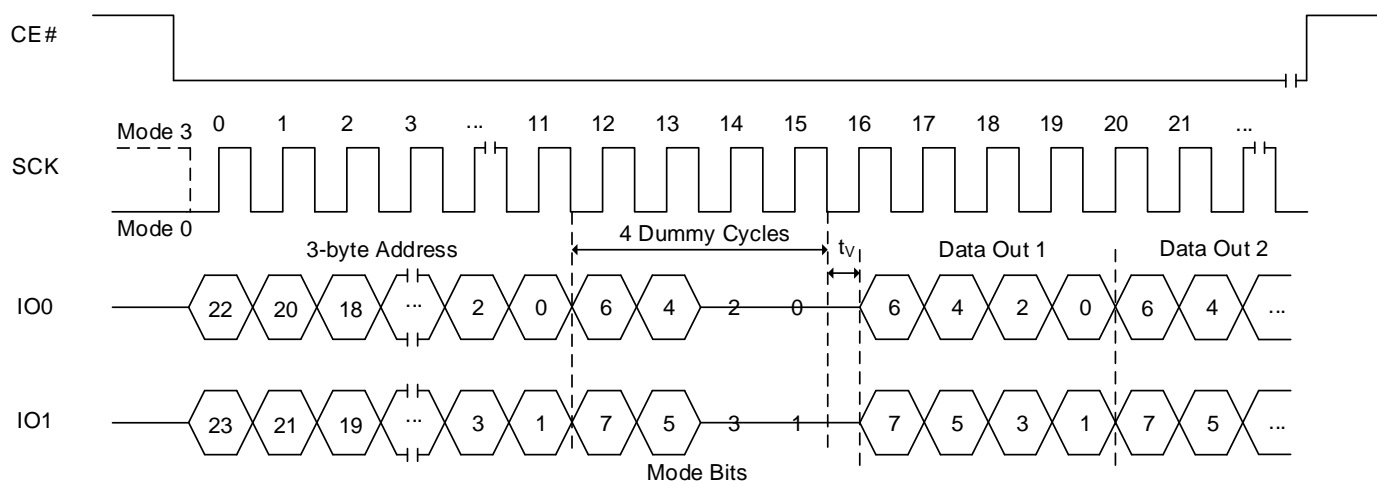 CE#
0 1 2 3 ... 11 12 13 14 15 16 17 18 19 20 21 ...
Mode 3
SCK
Mode 0
3-byte Address 4 Dummy Cycles tV Data Out 1 Data Out 2
IO0 22 20 18 ... 2 0 6 4 2 0 6 4 2 0 6 4 ...
IO1 23 21 19 ... 3 1 7 5 3 1 7 5 3 1 7 5 ...
Mode Bits